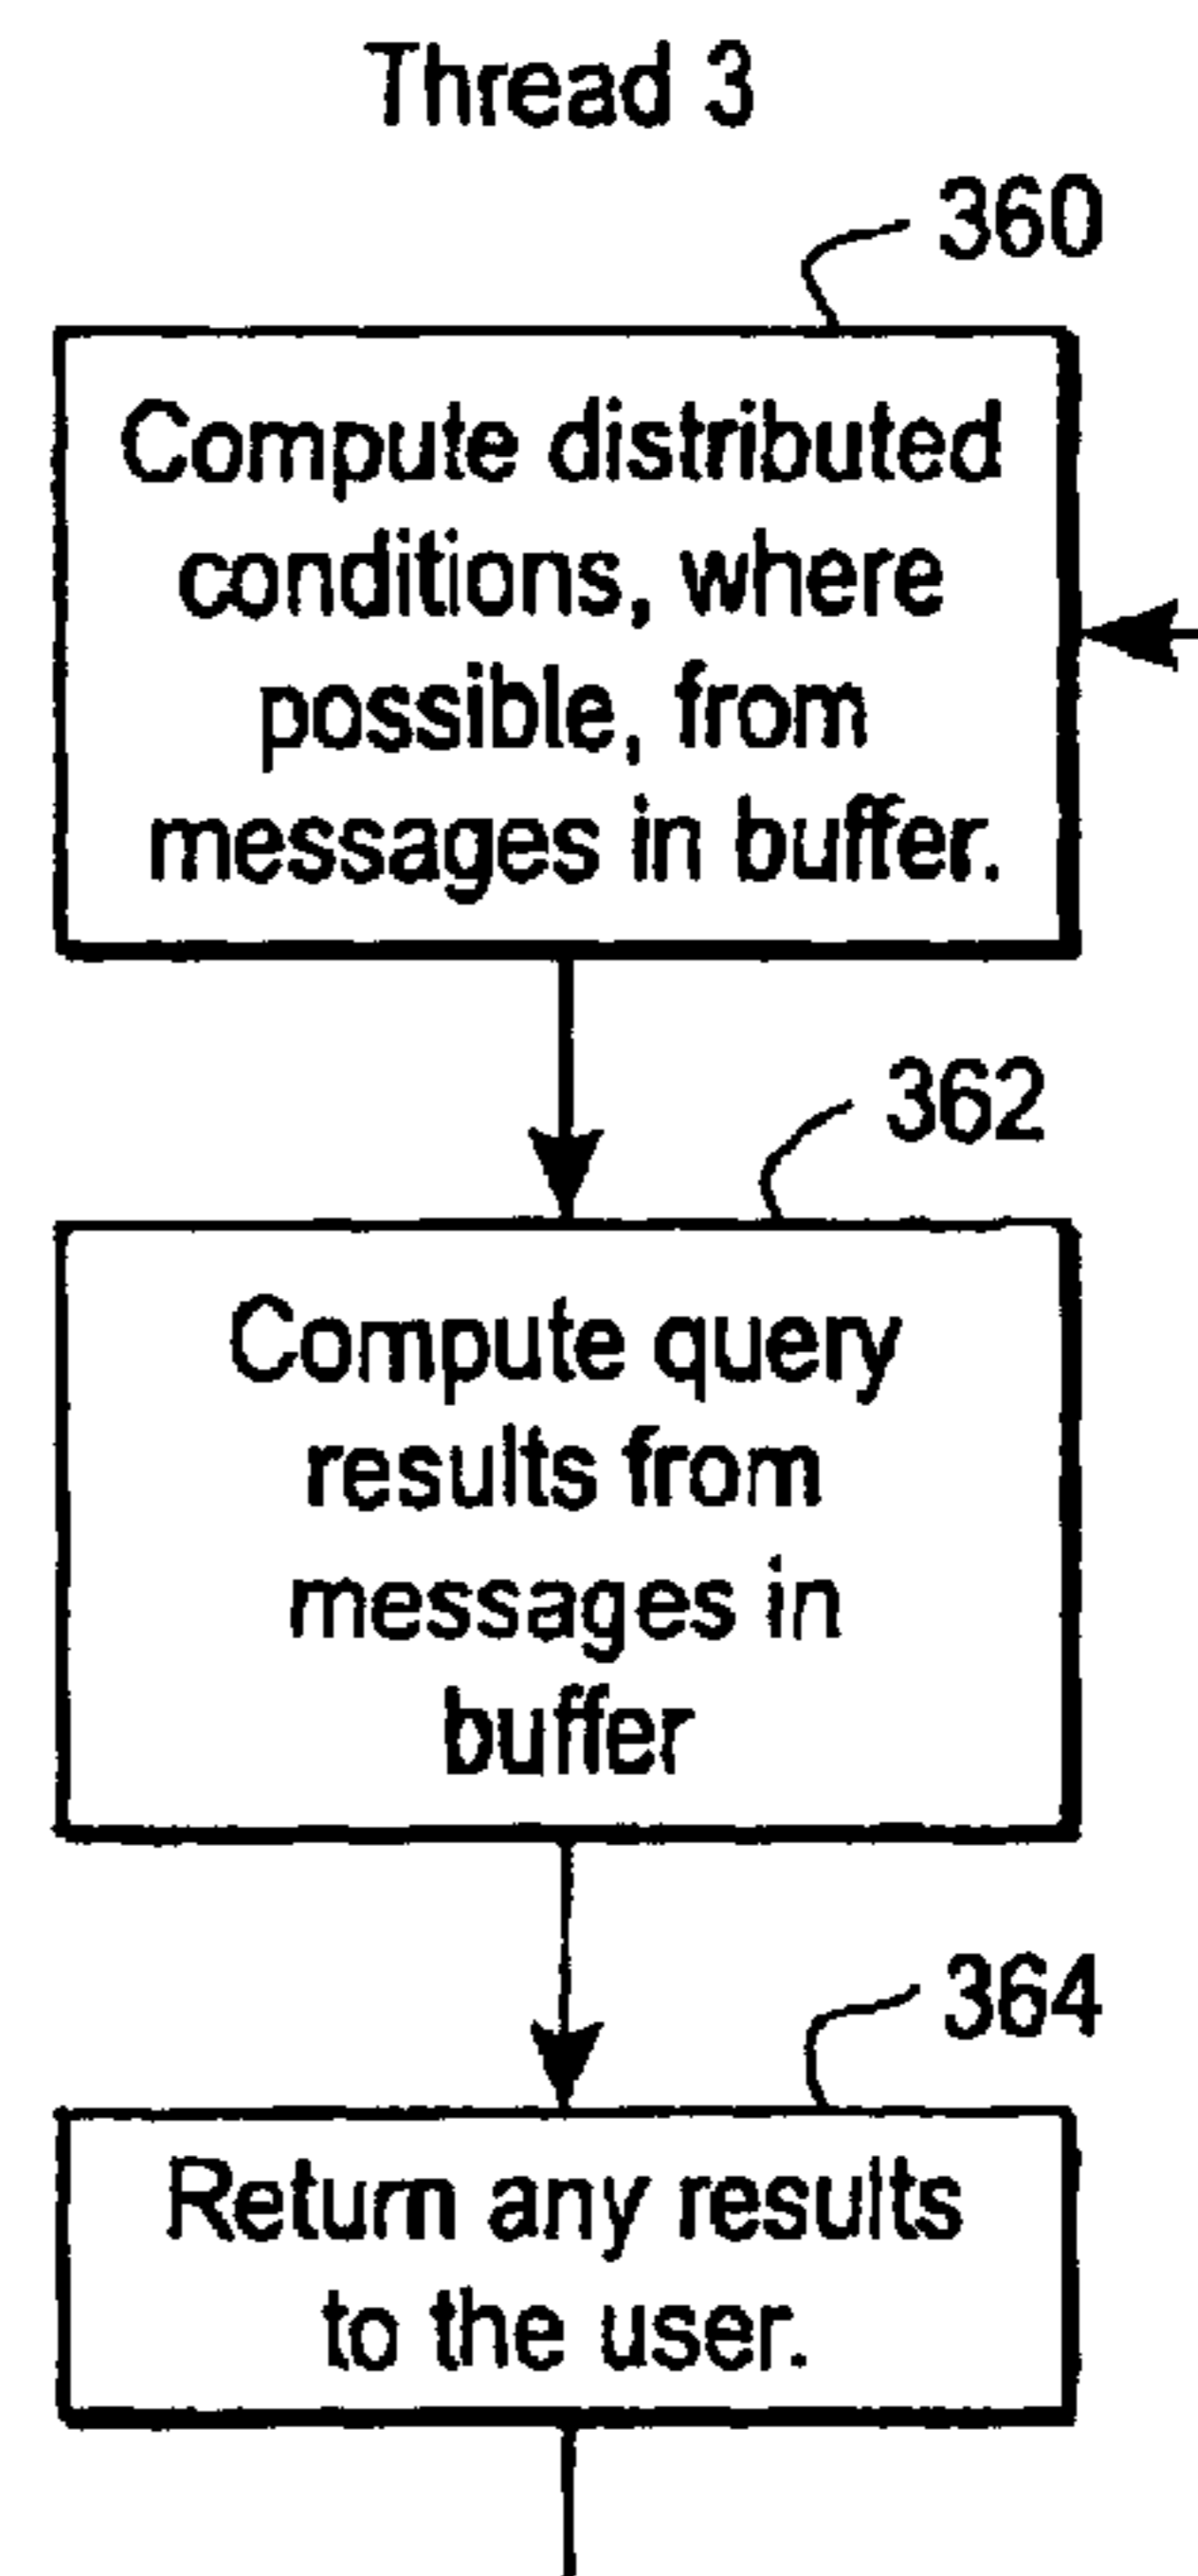 Thread 3
360
Compute distributed
conditions, where
possible, from
messages in buffer.
362
Compute query
results from
messages in
buffer
364
Return any results
to the user.